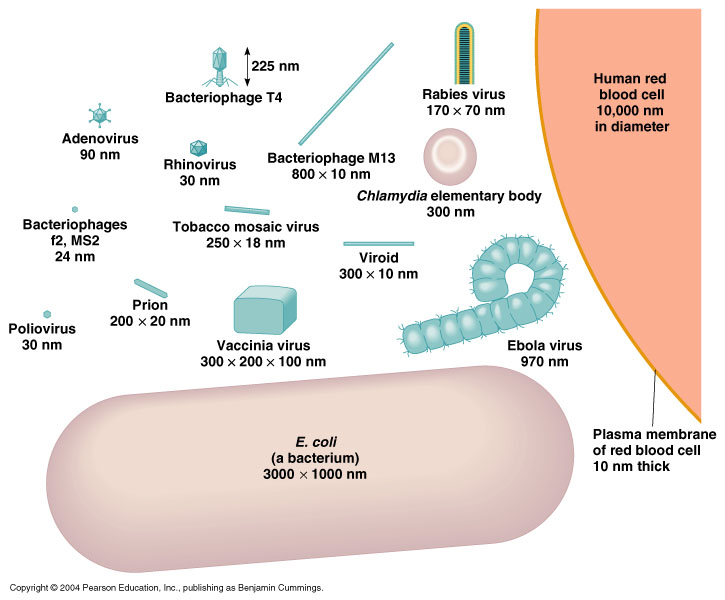 225 nm
Bacteriophage T4
Adenovirus
90 nm
Rhinovirus
30 nm
Bacteriophage M13
800 × 10 nm
Rabies virus
170 × 70 nm
Human red
blood cell
10,000 nm
in diameter
Chlamydia elementary body
300 nm
Bacteriophages
f2, MS2
24 nm
Tobacco mosaic virus
250 × 18 nm
Viroid
300 × 10 nm
Prion
200 × 20 nm
Poliovirus
30 nm
Vaccinia virus
300 × 200 × 100 nm
Ebola virus
970 nm
Plasma membrane
of red blood cell
10 nm thick
E. coli
(a bacterium)
3000 × 1000 nm
Copyright © 2004 Pearson Education, Inc., publishing as Benjamin Cummings.